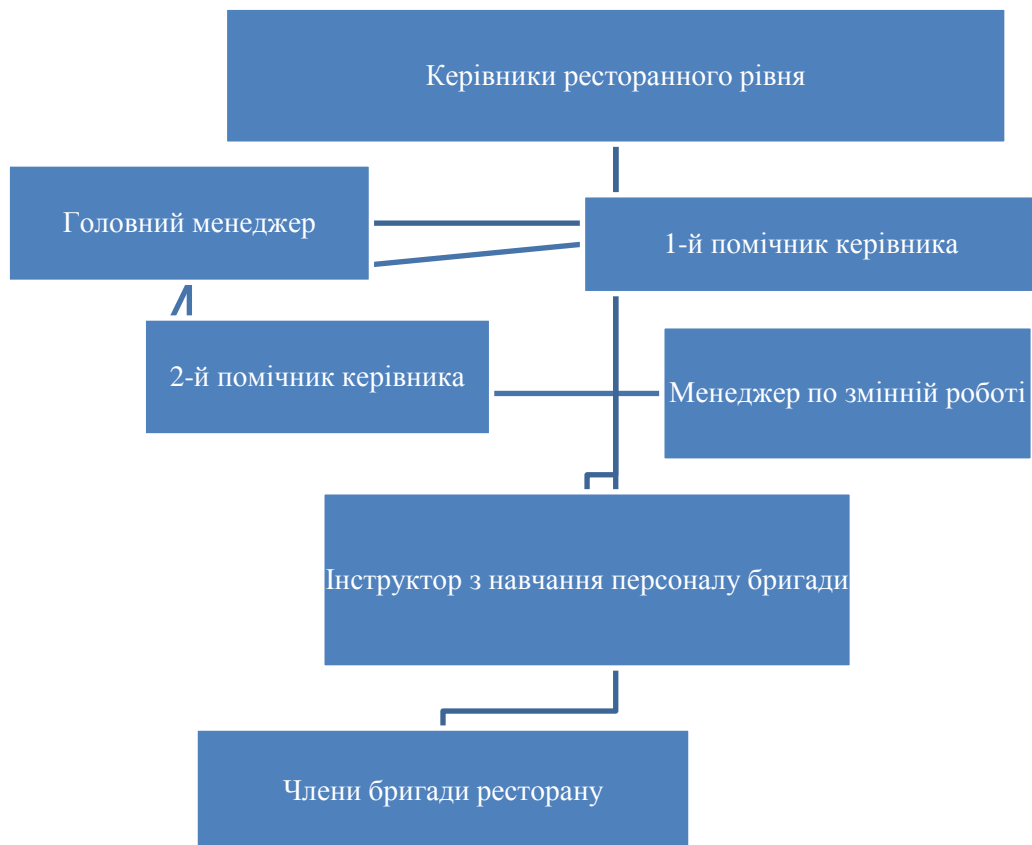 Керівники ресторанного рівня
Головний менеджер
1-й помічник керівника
2-й помічник керівника
Менеджер по змінній роботі
Інструктор з навчання персоналу бригади
Члени бригади ресторану